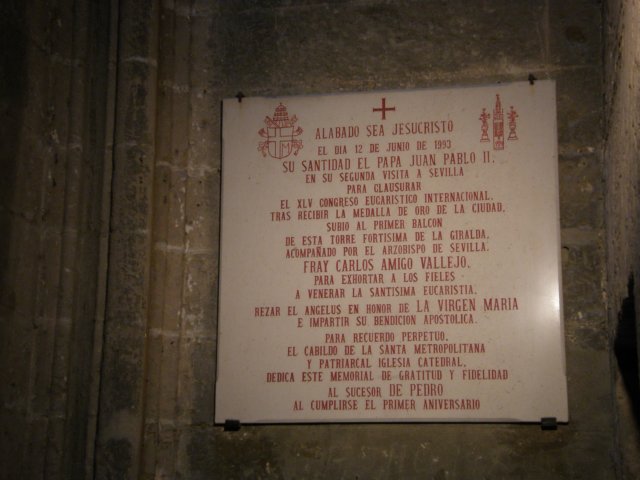 ALABADO SEA JESUCRISTO
EL DIA 12 DE JUNIO DE 1993
SU SANTIDAD EL PAPA JUAN PABLO II.
EN SU SEGUNDA VISITA A SEVILLA
PARA CLAUSURAR
EL XLV CONGRESO EUCARISTICO INTERNACIONAL,
TRAS RECIBIR LA MEDALLA DE ORO DE LA CIUDAD,
SUBIO AL PRIMER BALCON
DE ESTA TORRE FORTISIMA DE LA GIRALDA,
ACOMPAÑADO POR EL ARZOBISPO DE SEVILLA,
FRAY CARLOS AMIGO VALLEJO,
PARA EXHORTAR A LOS FIELES
A VENERAR LA SANTISIMA EUCARISTIA,
REZAR EL ANGELUS EN HONOR DE LA VIRGEN MARIA
E IMPARTIR SU BENDICION APOSTOLICA.
PARA RECUERDO PERPETUO,
EL CABILDO DE LA SANTA METROPOLITANA
Y PATRIARCAL IGLESIA CATEDRAL,
DEDICA ESTE MEMORIAL DE GRATITUD Y FIDELIDAD
AL SUCESOR DE PEDRO
AL CUMPLIRSE EL PRIMER ANIVERSARIO